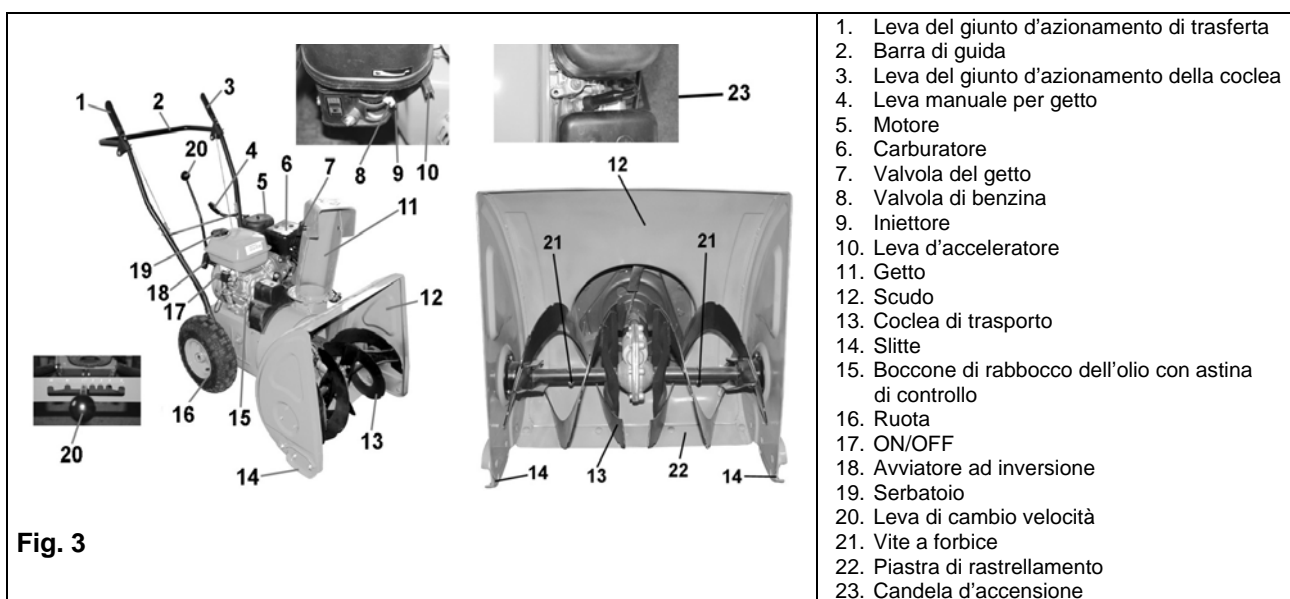 1
2
3
20
4
5
6
7
8
9
10
23
11
19
18
17
12
16
15
13
14
20
12
21
21
14
13
22
14
Fig. 3
1. Leva del giunto d’azionamento di trasferta
2. Barra di guida
3. Leva del giunto d’azionamento della coclea
4. Leva manuale per getto
5. Motore
6. Carburatore
7. Valvola del getto
8. Valvola di benzina
9. Iniettore
10. Leva d’acceleratore
11. Getto
12. Scudo
13. Coclea di trasporto
14. Slitte
15. Boccone di rabbocco dell’olio con astina
di controllo
16. Ruota
17. ON/OFF
18. Avviatore ad inversione
19. Serbatoio
20. Leva di cambio velocità
21. Vite a forbice
22. Piastra di rastrellamento
23. Candela d’accensione